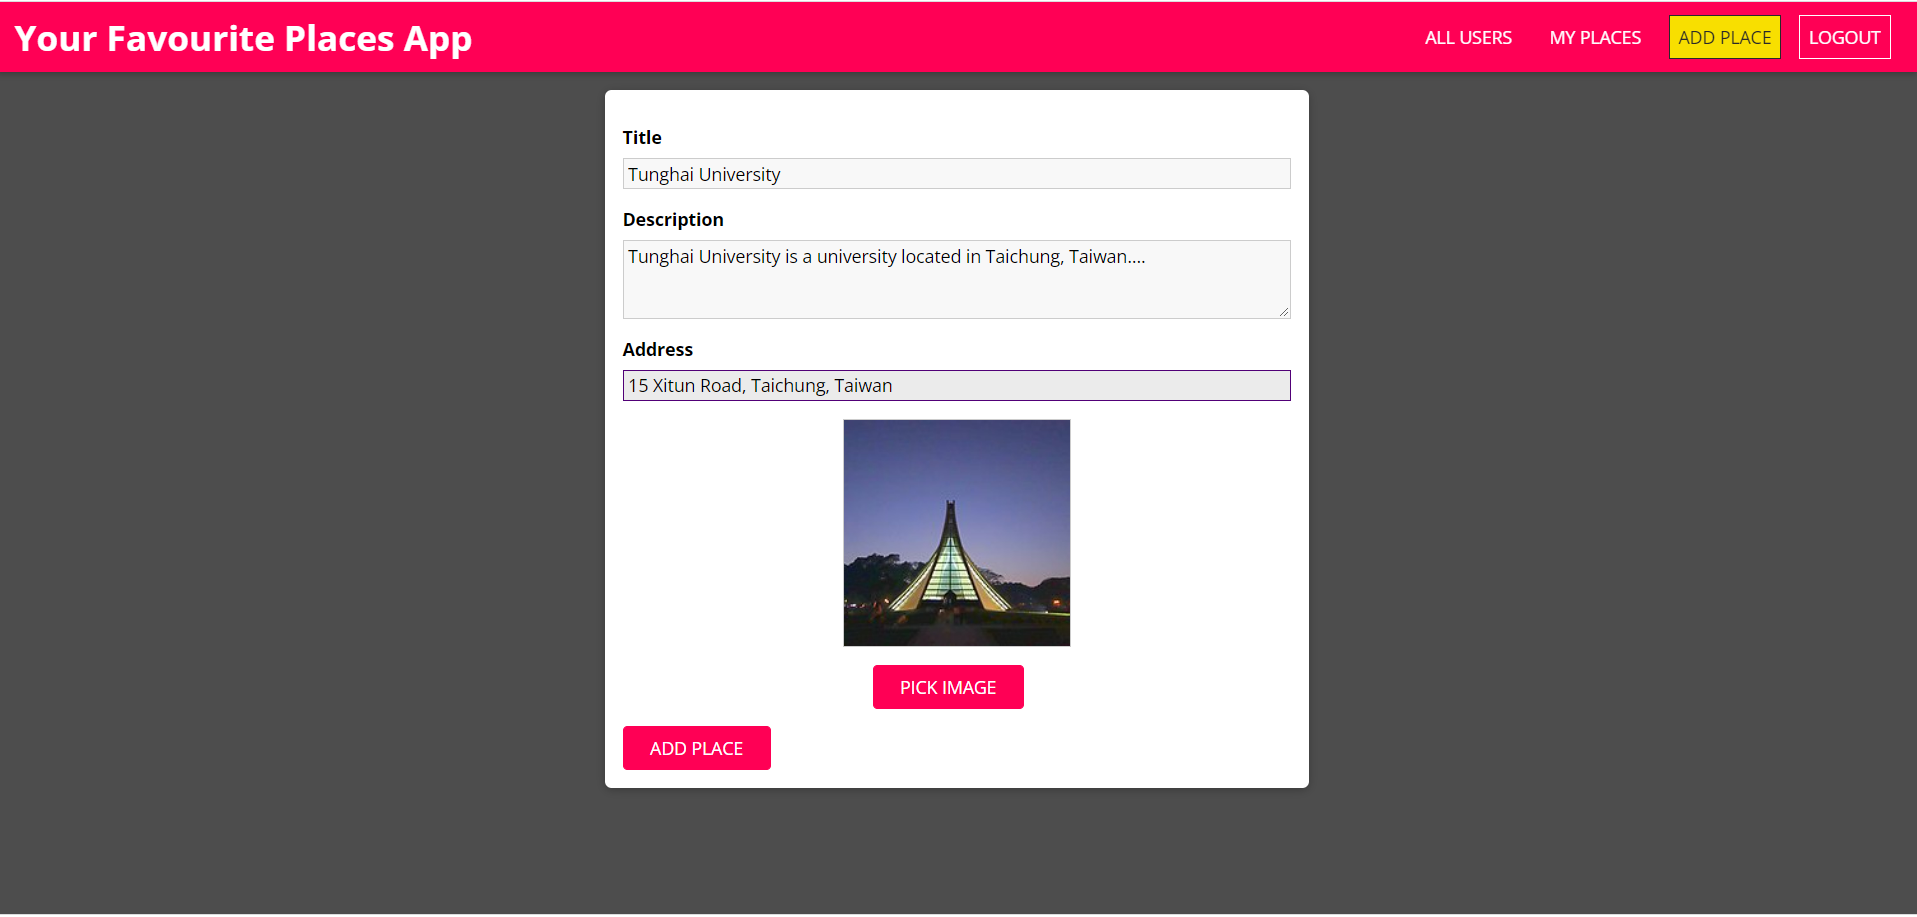 Your Favourite Places App
ALL USERS MY PLACES ADD PLACE LOGOUT
Title
Tunghai University
Description
Tunghai University is a university located in Taichung, Taiwan....
Address
15 Xitun Road, Taichung, Taiwan
PICK IMAGE
ADD PLACE